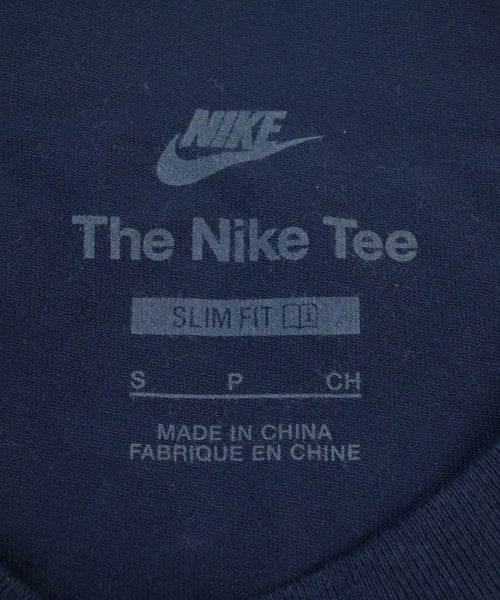 NIKE
The Nike Tee
SLIM FIT i
S P CH
MADE IN CHINA
FABRIQUE EN CHINE